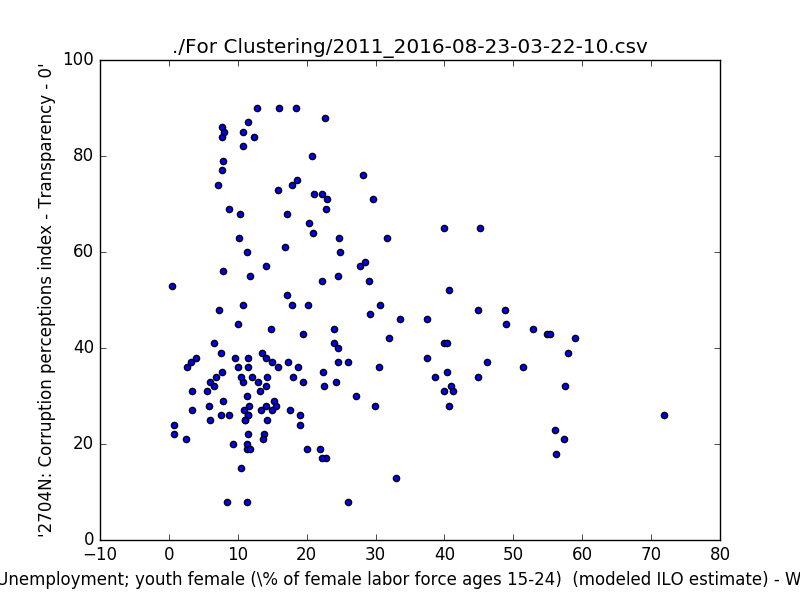 ./For Clustering/2011_2016-08-23-03-22-10.csv
'2704N: Corruption perceptions index - Transparency - 0'
100
80
60
40
20
0
−10 0 10 20 30 40 50 60 70 80
Unemployment; youth female (\% of female labor force ages 15-24) (modeled ILO estimate) - W